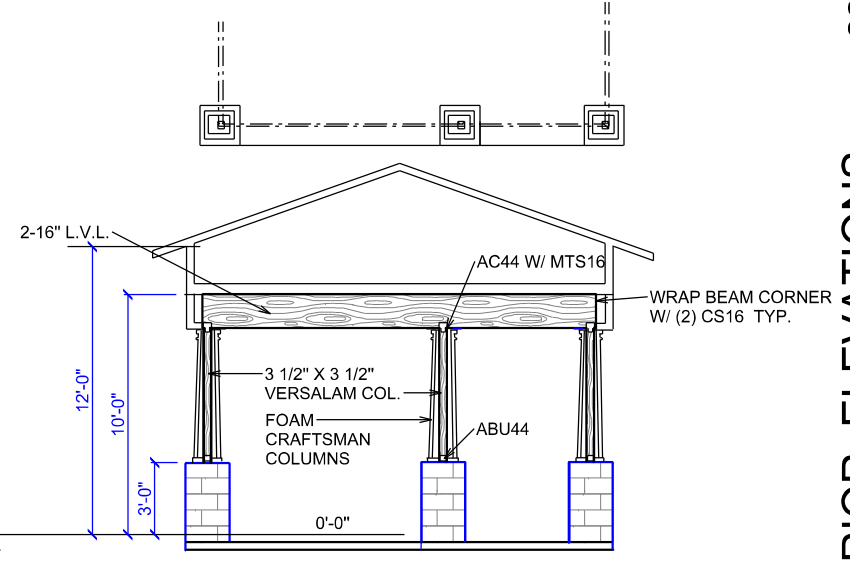 2-16" L.V.L.
AC44 W/ MTS16
WRAP BEAM CORNER
W/ (2) CS16 TYP.
12'-0"
10'-0"
3'-0"
3 1/2" X 3 1/2"
VERSALAM COL.
FOAM
CRAFTSMAN
COLUMNS
ABU44
0'-0"
ELEVATIONS